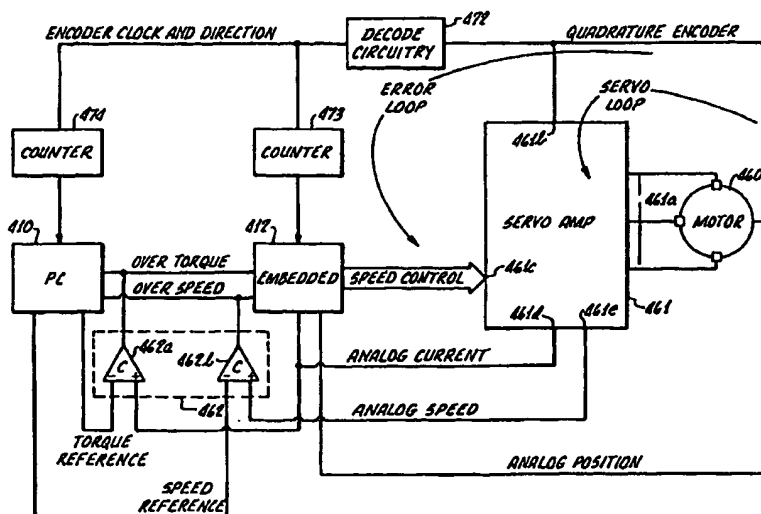 ENCODER CLOCK AND DIRECTION
DECODE
CIRCUITRY
472
QUADRATURE ENCODER
ERROR
LOOP
SERVO
LOOP
474
COUNTER
473
COUNTER
461b
461a
460
MOTOR
SERVO AMP
410
PC
OVER TORQUE
OVER SPEED
412
EMBEDDED
SPEED CONTROL
461c
461d
461e
461
462a
C
- +
462b
C
- +
462
ANALOG CURRENT
ANALOG SPEED
TORQUE
REFERENCE
SPEED
REFERENCE
ANALOG POSITION